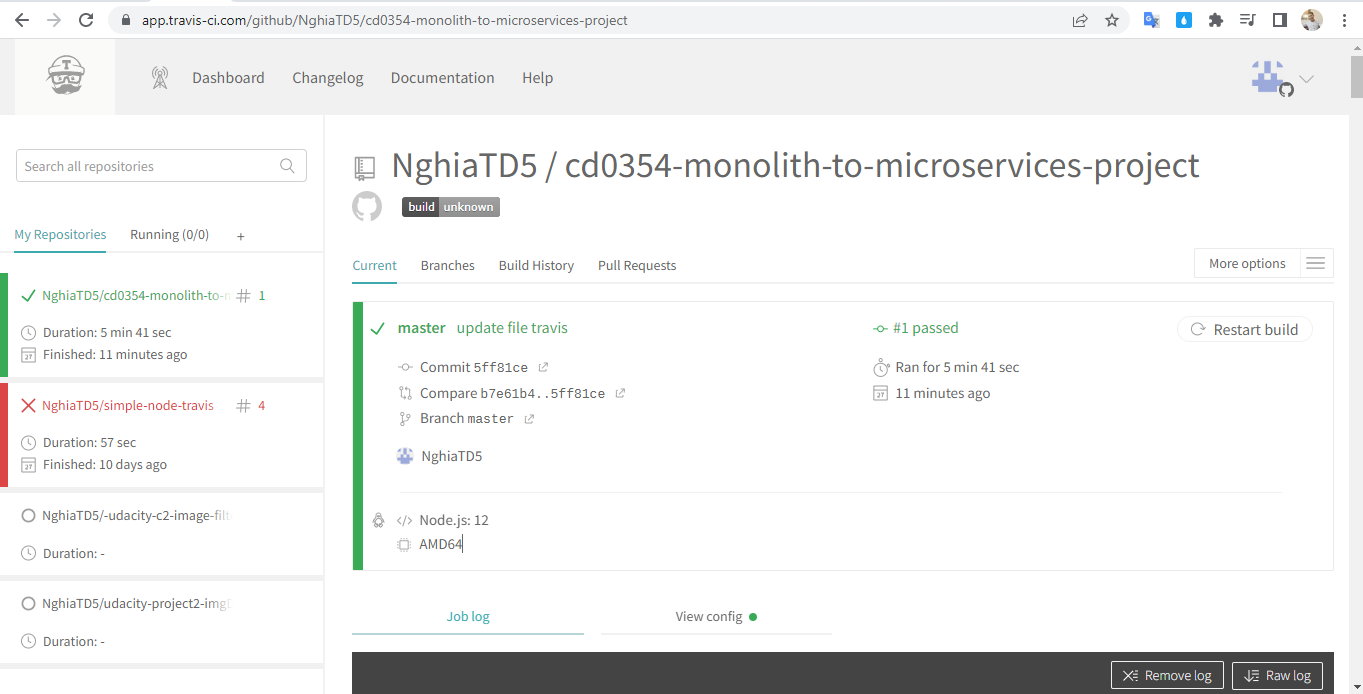 app.travis-ci.com/github/NghiaTD5/cd0354-monolith-to-microservices-project
T
Dashboard Changelog Documentation Help
Search all repositories
NghiaTD5 / cd0354-monolith-to-microservices-project
build unknown
My Repositories Running (0/0) +
Current Branches Build History Pull Requests More options
NghiaTD5/cd0354-monolith-to-m # 1
Duration: 5 min 41 sec
27 Finished: 11 minutes ago
NghiaTD5/simple-node-travis # 4
Duration: 57 sec
27 Finished: 10 days ago
NghiaTD5/-udacity-c2-image-filt
Duration: -
NghiaTD5/udacity-project2-img
Duration: -
master update file travis #1 passed Restart build
Commit 5ff81ce Ran for 5 min 41 sec
Compare b7e61b4..5ff81ce 27 11 minutes ago
Branch master
NghiaTD5
</> Node.js: 12
AMD64
Job log View config
Remove log Raw log